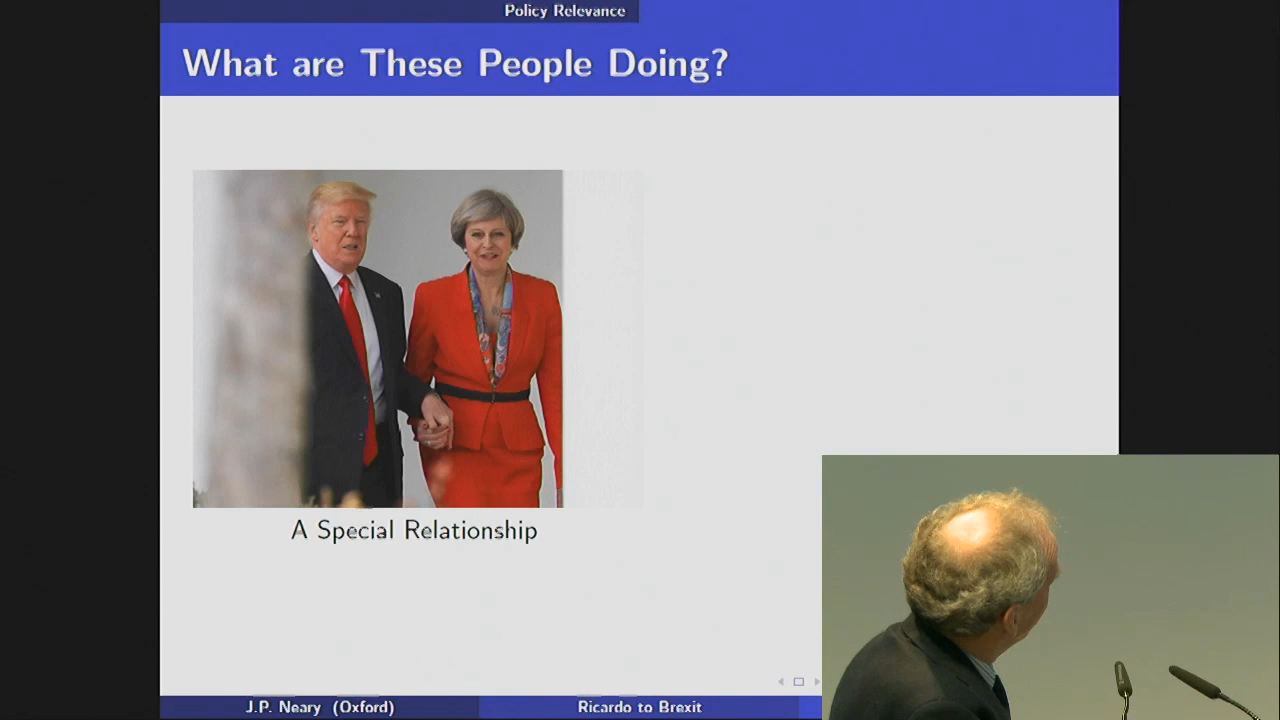 Policy Relevance
What are These People Doing?
A Special Relationship
J.P. Neary (Oxford)
Ricardo to Brexit